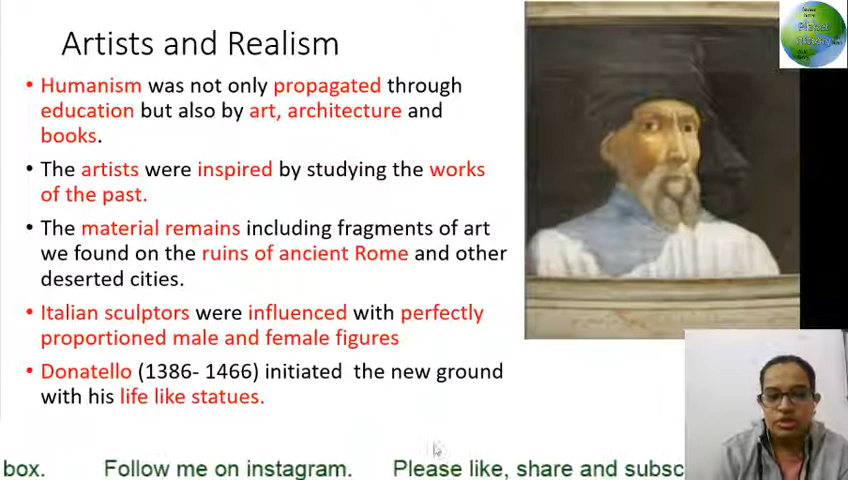 Artists and Realism
• Humanism was not only propagated through
education but also by art, architecture and
books.
• The artists were inspired by studying the works
of the past.
• The material remains including fragments of art
we found on the ruins of ancient Rome and other
deserted cities.
• Italian sculptors were influenced with perfectly
proportioned male and female figures
• Donatello (1386- 1466) initiated the new ground
with his life like statues.
box. Follow me on instagram. Please like, share and subsc